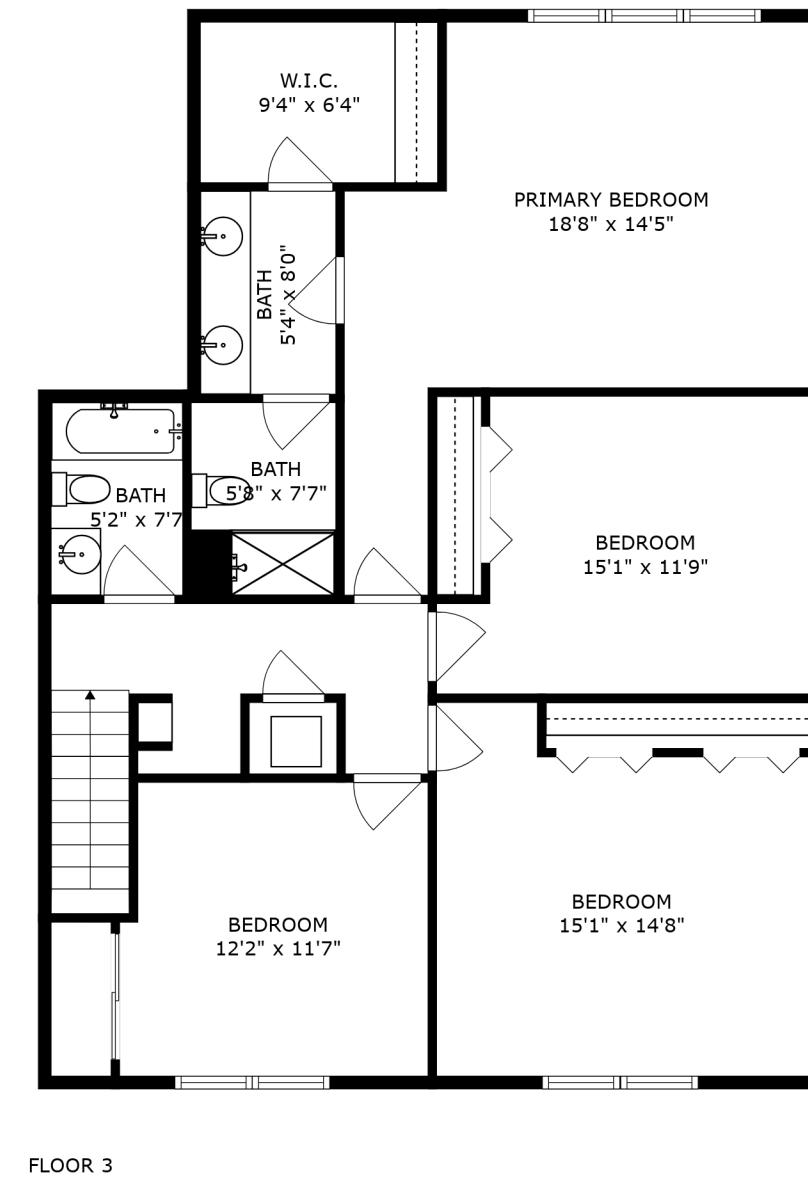 W.I.C.
9'4" x 6'4"
PRIMARY BEDROOM
18'8" x 14'5"
BATH
5'4" x 8'0"
BATH
5'8" x 7'7"
BATH
5'2" x 7'7
BEDROOM
15'1" x 11'9"
BEDROOM
12'2" x 11'7"
BEDROOM
15'1" x 14'8"
FLOOR 3